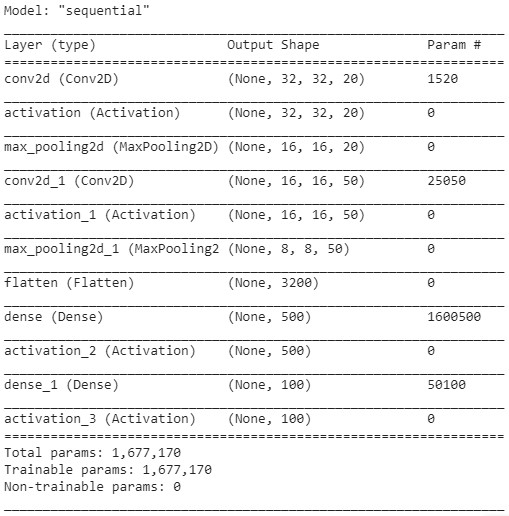 Model: "sequential"
Layer (type) Output Shape Param #
conv2d (Conv2D) (None, 32, 32, 20) 1520
activation (Activation) (None, 32, 32, 20) 0
max_pooling2d (MaxPooling2D) (None, 16, 16, 20) 0
conv2d_1 (Conv2D) (None, 16, 16, 50) 25050
activation_1 (Activation) (None, 16, 16, 50) 0
max_pooling2d_1 (MaxPooling2 (None, 8, 8, 50) 0
flatten (Flatten) (None, 3200) 0
dense (Dense) (None, 500) 1600500
activation_2 (Activation) (None, 500) 0
dense_1 (Dense) (None, 100) 50100
activation_3 (Activation) (None, 100) 0
Total params: 1,677,170
Trainable params: 1,677,170
Non-trainable params: 0